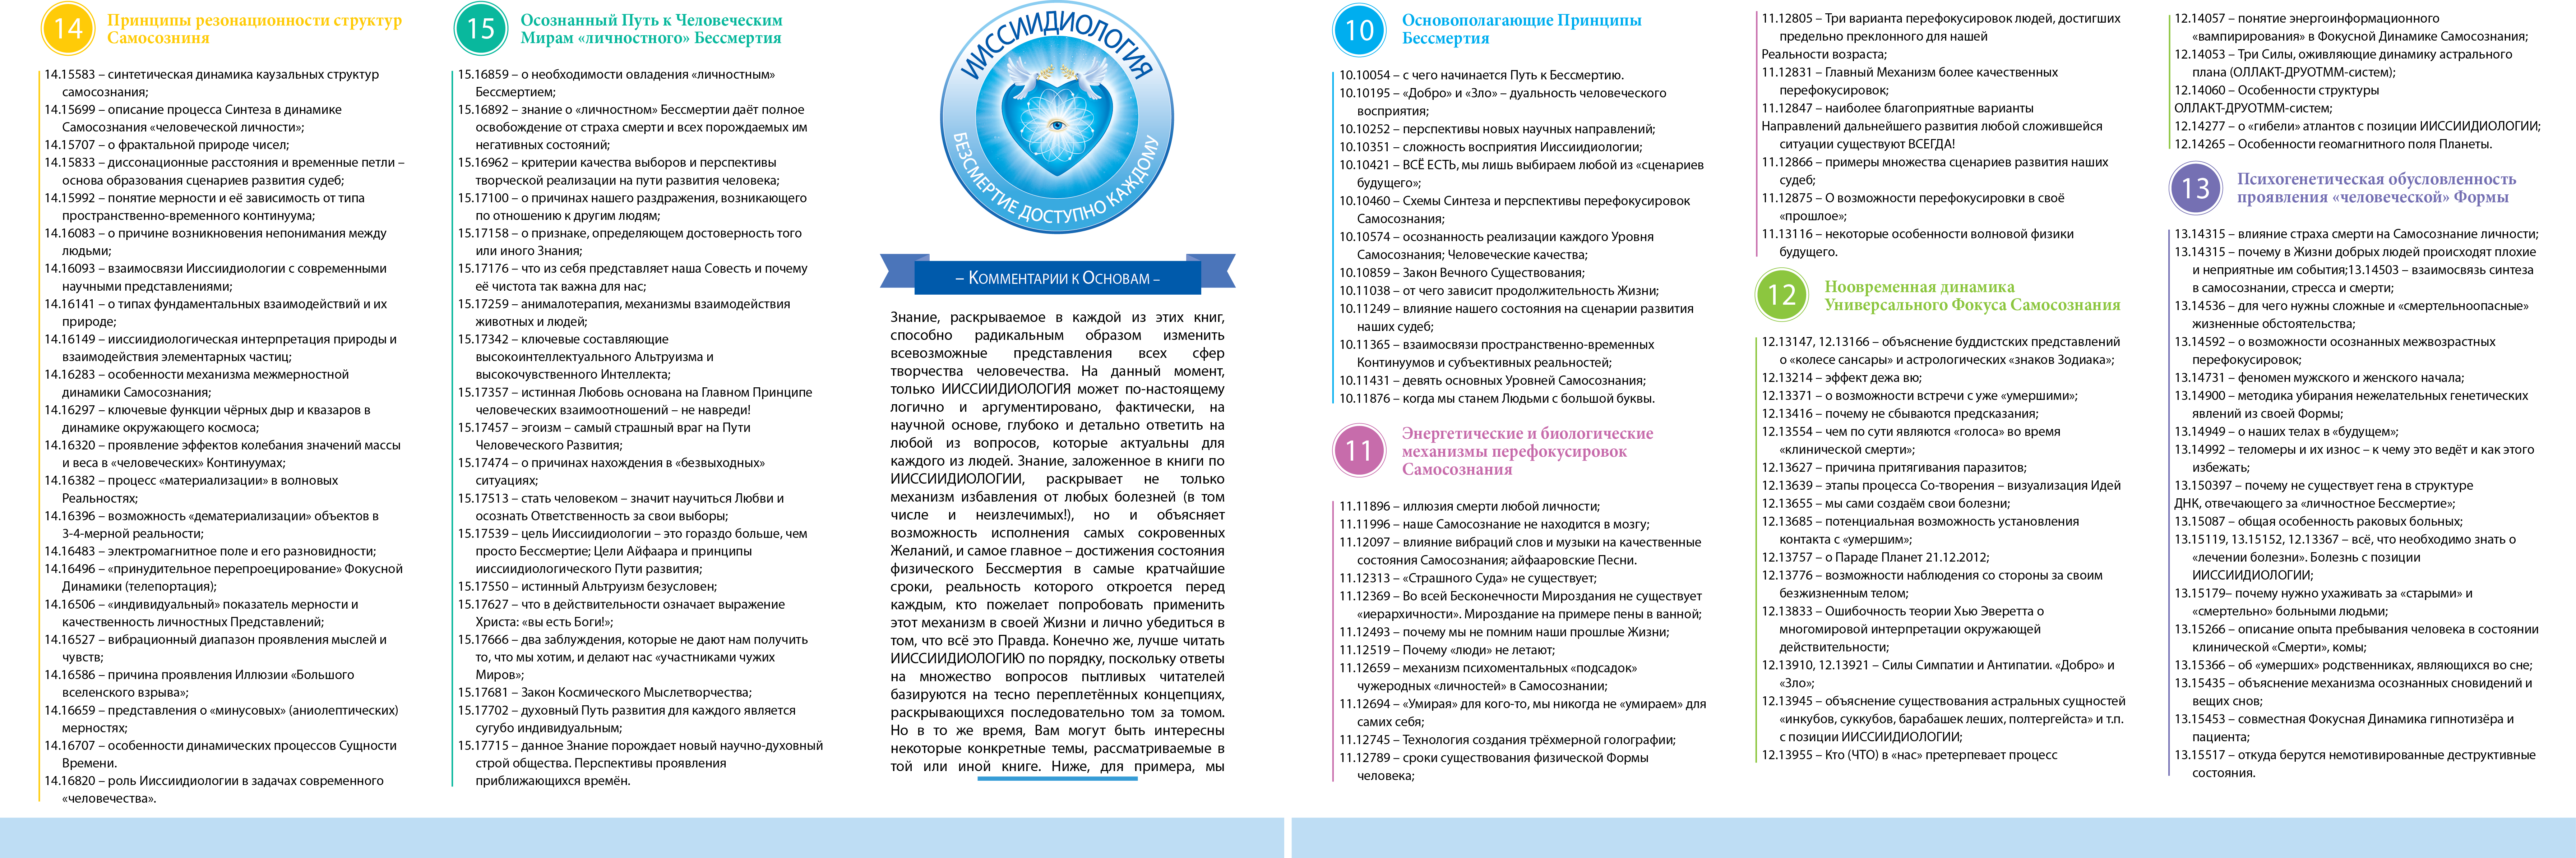 14
Принципы резонационности структур
Самосозниня
14.15583 – синтетическая динамика каузальных структур
самосознания;
14.15699 – описание процесса Синтеза в динамике
Самосознания «человеческой личности»;
14.15707 – о фрактальной природе чисел;
14.15833 – диссонационные расстояния и временные петли –
основа образования сценариев развития судеб;
14.15992 – понятие мерности и её зависимость от типа
пространственно-временного континуума;
14.16083 – о причине возникновения непонимания между
людьми;
14.16093 – взаимосвязи Ииссиидиологии с современными
научными представлениями;
14.16141 – о типах фундаментальных взаимодействий и их
природе;
14.16149 – ииссиидиологическая интерпретация природы и
взаимодействия элементарных частиц;
14.16283 – особенности механизма межмерностной
динамики Самосознания;
14.16297 – ключевые функции чёрных дыр и квазаров в
динамике окружающего космоса;
14.16320 – проявление эффектов колебания значений массы
и веса в «человеческих» Континуумах;
14.16382 – процесс «материализации» в волновых
Реальностях;
14.16396 – возможность «дематериализации» объектов в
3-4-мерной реальности;
14.16483 – электромагнитное поле и его разновидности;
14.16496 – «принудительное перепроецирование» Фокусной
Динамики (телепортация);
14.16506 – «индивидуальный» показатель мерности и
качественность личностных Представлений;
14.16527 – вибрационный диапазон проявления мыслей и
чувств;
14.16586 – причина проявления Иллюзии «Большого
вселенского взрыва»;
14.16659 – представления о «минусовых» (аниолептических)
мерностях;
14.16707 – особенности динамических процессов Сущности
Времени.
14.16820 – роль Ииссиидиологии в задачах современного
«человечества».
15
Осознанный Путь к Человеческим
Мирам «личностного» Бессмертия
15.16859 – о необходимости овладения «личностным»
Бессмертием;
15.16892 – знание о «личностном» Бессмертии даёт полное
освобождение от страха смерти и всех порождаемых им
негативных состояний;
15.16962 – критерии качества выборов и перспективы
творческой реализации на пути развития человека;
15.17100 – о причинах нашего раздражения, возникающего
по отношению к другим людям;
15.17158 – о признаке, определяющем достоверность того
или иного Знания;
15.17176 – что из себя представляет наша Совесть и почему
её чистота так важна для нас;
15.17259 – анималотерапия, механизмы взаимодействия
животных и людей;
15.17342 – ключевые составляющие
высокоинтеллектуального Альтруизма и
высокочувственного Интеллекта;
15.17357 – истинная Любовь основана на Главном Принципе
человеческих взаимоотношений – не навреди!
15.17457 – эгоизм – самый страшный враг на Пути
Человеческого Развития;
15.17474 – о причинах нахождения в «безвыходных»
ситуациях;
15.17513 – стать человеком – значит научиться Любви и
осознать Ответственность за свои выборы;
15.17539 – цель Ииссиидиологии – это гораздо больше, чем
просто Бессмертие; Цели Айфаара и принципы
ииссиидиологического Пути развития;
15.17550 – истинный Альтруизм безусловен;
15.17627 – что в действительности означает выражение
Христа: «вы есть Боги!»;
15.17666 – два заблуждения, которые не дают нам получить
то, что мы хотим, и делают нас «участниками чужих
Миров»;
15.17681 – Закон Космического Мыслетворчества;
15.17702 – духовный Путь развития для каждого является
сугубо индивидуальным;
15.17715 – данное Знание порождает новый научно-духовный
строй общества. Перспективы проявления
приближающихся времён.
ИИССИИДИОЛОГИЯ
БЕЗСМЕРТИЕ ДОСТУПНО КАЖДОМУ
– Комментарии к Основам –
Знание, раскрываемое в каждой из этих книг,
способно радикальным образом изменить
всевозможные представления всех сфер
творчества человечества. На данный момент,
только ИИССИИДИОЛОГИЯ может по-настоящему
логично и аргументировано, фактически, на
научной основе, глубоко и детально ответить на
любой из вопросов, которые актуальны для
каждого из людей. Знание, заложенное в книги по
ИИССИИДИОЛОГИИ, раскрывает не только
механизм избавления от любых болезней (в том
числе и неизлечимых!), но и объясняет
возможность исполнения самых сокровенных
Желаний, и самое главное – достижения состояния
физического Бессмертия в самые кратчайшие
сроки, реальность которого откроется перед
каждым, кто пожелает попробовать применить
этот механизм в своей Жизни и лично убедиться в
том, что всё это Правда. Конечно же, лучше читать
ИИССИИДИОЛОГИЮ по порядку, поскольку ответы
на множество вопросов пытливых читателей
базируются на тесно переплетённых концепциях,
раскрывающихся последовательно том за томом.
Но в то же время, Вам могут быть интересны
некоторые конкретные темы, рассматриваемые в
той или иной книге. Ниже, для примера, мы
10
Основополагающие Принципы
Бессмертия
10.10054 – с чего начинается Путь к Бессмертию.
10.10195 – «Добро» и «Зло» – дуальность человеческого
восприятия;
10.10252 – перспективы новых научных направлений;
10.10351 – сложность восприятия Ииссиидиологии;
10.10421 – ВСЁ ЕСТЬ, мы лишь выбираем любой из «сценариев
будущего»;
10.10460 – Схемы Синтеза и перспективы перефокусировок
Самосознания;
10.10574 – осознанность реализации каждого Уровня
Самосознания; Человеческие качества;
10.10859 – Закон Вечного Существования;
10.11038 – от чего зависит продолжительность Жизни;
10.11249 – влияние нашего состояния на сценарии развития
наших судеб;
10.11365 – взаимосвязи пространственно-временных
Континуумов и субъективных реальностей;
10.11431 – девять основных Уровней Самосознания;
10.11876 – когда мы станем Людьми с большой буквы.
11
Энергетические и биологические
механизмы перефокусировок
Самосознания
11.11896 – иллюзия смерти любой личности;
11.11996 – наше Самосознание не находится в мозгу;
11.12097 – влияние вибраций слов и музыки на качественные
состояния Самосознания; айфааровские Песни.
11.12313 – «Страшного Суда» не существует;
11.12369 – Во всей Бесконечности Мироздания не существует
«иерархичности». Мироздание на примере пены в ванной;
11.12493 – почему мы не помним наши прошлые Жизни;
11.12519 – Почему «люди» не летают;
11.12659 – механизм психоментальных «подсадок»
чужеродных «личностей» в Самосознании;
11.12694 – «Умирая» для кого-то, мы никогда не «умираем» для
самих себя;
11.12745 – Технология создания трёхмерной голографии;
11.12789 – сроки существования физической Формы
человека;
11.12805 – Три варианта перефокусировок людей, достигших
предельно преклонного для нашей
Реальности возраста;
11.12831 – Главный Механизм более качественных
перефокусировок;
11.12847 – наиболее благоприятные варианты
Направлений дальнейшего развития любой сложившейся
ситуации существуют ВСЕГДА!
11.12866 – примеры множества сценариев развития наших
судеб;
11.12875 – О возможности перефокусировки в своё
«прошлое»;
11.13116 – некоторые особенности волновой физики
будущего.
12
Ноовременная динамика
Универсального Фокуса Самосознания
12.13147, 12.13166 – объяснение буддистских представлений
о «колесе сансары» и астрологических «знаков Зодиака»;
12.13214 – эффект дежа вю;
12.13371 – о возможности встречи с уже «умершими»;
12.13416 – почему не сбываются предсказания;
12.13554 – чем по сути являются «голоса» во время
«клинической смерти»;
12.13627 – причина притягивания паразитов;
12.13639 – этапы процесса Со-творения – визуализация Идей
12.13655 – мы сами создаём свои болезни;
12.13685 – потенциальная возможность установления
контакта с «умершим»;
12.13757 – о Параде Планет 21.12.2012;
12.13776 – возможности наблюдения со стороны за своим
безжизненным телом;
12.13833 – Ошибочность теории Хью Эверетта о
многомировой интерпретации окружающей
действительности;
12.13910, 12.13921 – Силы Симпатии и Антипатии. «Добро» и
«Зло»;
12.13945 – объяснение существования астральных сущностей
«инкубов, суккубов, барабашек леших, полтергейста» и т.п.
с позиции ИИССИИДИОЛОГИИ;
12.13955 – Кто (ЧТО) в «нас» претерпевает процесс
12.14057 – понятие энергоинформационного
«вампирирования» в Фокусной Динамике Самосознания;
12.14053 – Три Силы, оживляющие динамику астрального
плана (ОЛЛАКТ-ДРУОТММ-систем);
12.14060 – Особенности структуры
ОЛЛАКТ-ДРУОТММ-систем;
12.14277 – о «гибели» атлантов с позиции ИИССИИДИОЛОГИИ;
12.14265 – Особенности геомагнитного поля Планеты.
13
Психогенетическая обусловленность
проявления «человеческой» Формы
13.14315 – влияние страха смерти на Самосознание личности;
13.14315 – почему в Жизни добрых людей происходят плохие
и неприятные им события;13.14503 – взаимосвязь синтеза
в самосознании, стресса и смерти;
13.14536 – для чего нужны сложные и «смертельноопасные»
жизненные обстоятельства;
13.14592 – о возможности осознанных межвозрастных
перефокусировок;
13.14731 – феномен мужского и женского начала;
13.14900 – методика убирания нежелательных генетических
явлений из своей Формы;
13.14949 – о наших телах в «будущем»;
13.14992 – теломеры и их износ – к чему это ведёт и как этого
избежать;
13.150397 – почему не существует гена в структуре
ДНК, отвечающего за «личностное Бессмертие»;
13.15087 – общая особенность раковых больных;
13.15119, 13.15152, 12.13367 – всё, что необходимо знать о
«лечении болезни». Болезнь с позиции
ИИССИИДИОЛОГИИ;
13.15179– почему нужно ухаживать за «старыми» и
«смертельно» больными людьми;
13.15266 – описание опыта пребывания человека в состоянии
клинической «Смерти», комы;
13.15366 – об «умерших» родственниках, являющихся во сне;
13.15435 – объяснение механизма осознанных сновидений и
вещих снов;
13.15453 – совместная Фокусная Динамика гипнотизёра и
пациента;
13.15517 – откуда берутся немотивированные деструктивные
состояния.